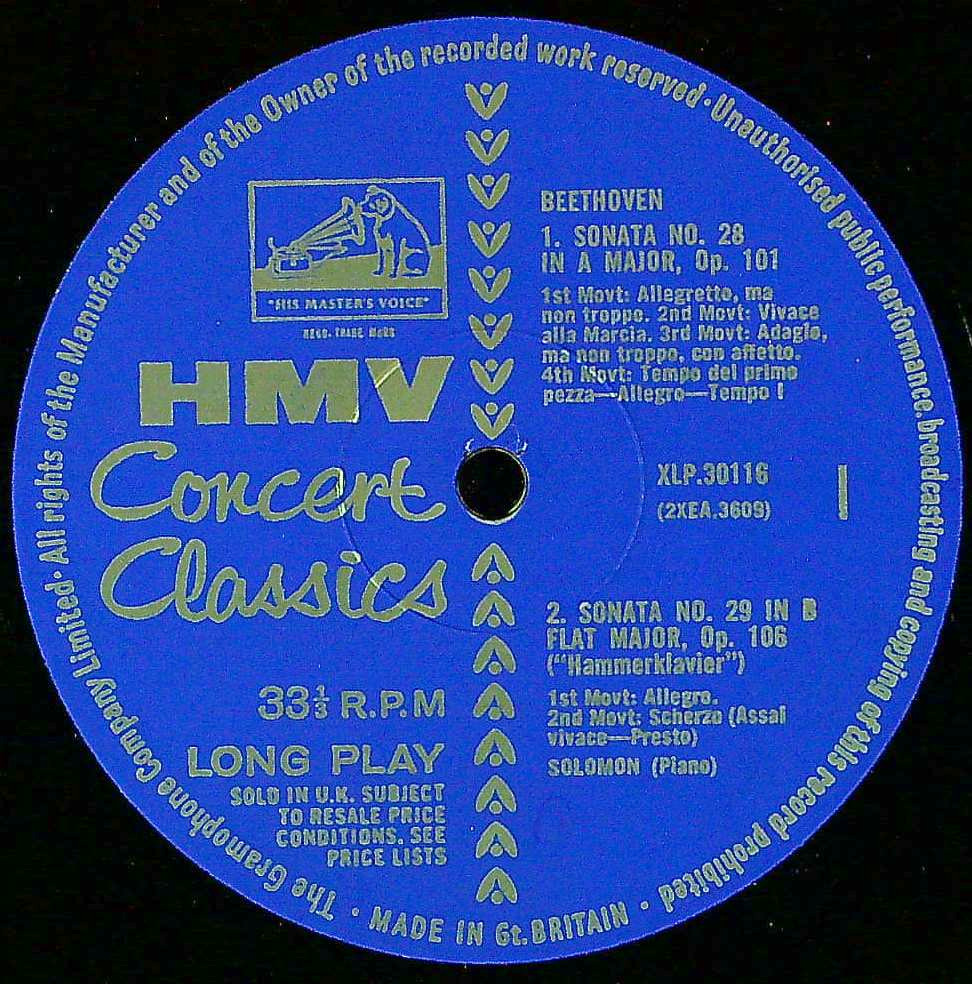 The Gramophone Company Limited · All rights of the Manufacturer and of the Owner of the recorded work reserved · Unauthorised public performance, broadcasting and copying of this record prohibited ·
"HIS MASTER'S VOICE"
REGD. TRADE MARK
HMV
Concert
Classics
33⅓ R.P.M
LONG PLAY
SOLD IN U.K. SUBJECT
TO RESALE PRICE
CONDITIONS. SEE
PRICE LISTS
BEETHOVEN
1. SONATA NO. 28
IN A MAJOR, Op. 101
1st Movt: Allegretto, ma
non troppo. 2nd Movt: Vivace
alla Marcia. 3rd Movt: Adagio,
ma non troppo, con affetto.
4th Movt: Tempo del primo
pezzo—Allegro—Tempo I
XLP.30116
(2XEA.3609)
1
2. SONATA NO. 29 IN B
FLAT MAJOR, Op. 106
("Hammerklavier")
1st Movt: Allegro.
2nd Movt: Scherzo (Assai
vivace—Presto)
SOLOMON (Piano)
MADE IN Gt. BRITAIN ·